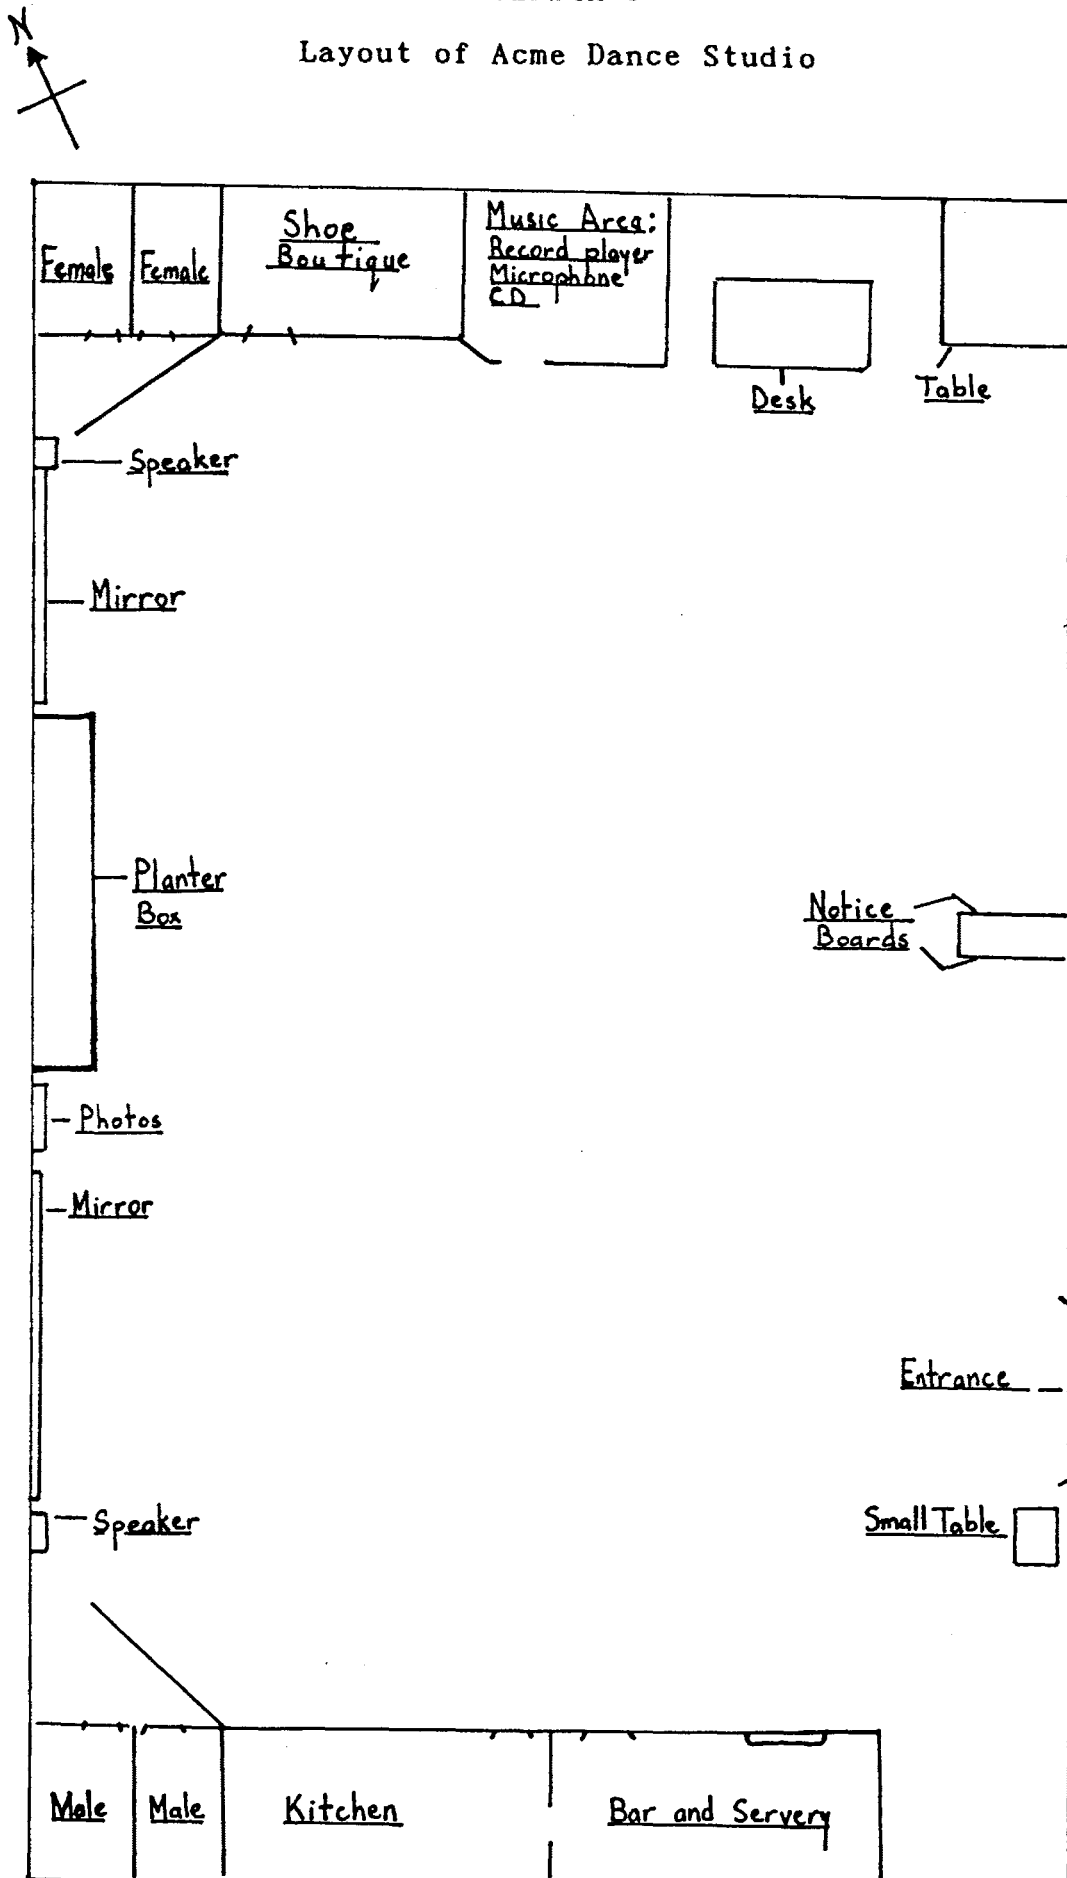 N
Layout of Acme Dance Studio
Female
Female
Shoe
Boutique
Music Area:
Record player
Microphone
CD
Desk
Table
Speaker
Mirror
Planter
Box
Notice
Boards
Photos
Mirror
Entrance
Speaker
Small Table
Male
Male
Kitchen
Bar and Servery